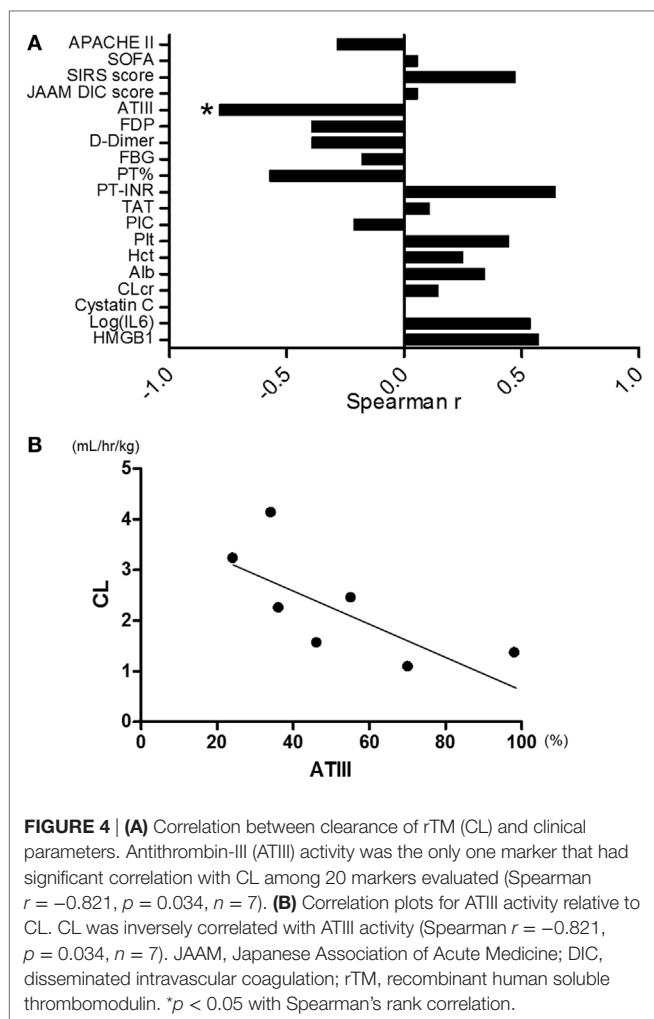 A
APACHE II
SOFA
SIRS score
JAAM DIC score
ATIII
*
FDP
D-Dimer
FBG
PT%
PT-INR
TAT
PIC
Plt
Hct
Alb
CLcr
Cystatin C
Log(IL6)
HMGB1
-1.0 -0.5 0.0 0.5 1.0
Spearman r
B
(mL/hr/kg)
5
4
3
2
1
0
CL
0 20 40 60 80 100 (%)
ATIII
FIGURE 4 | (A) Correlation between clearance of rTM (CL) and clinical
parameters. Antithrombin-III (ATIII) activity was the only one marker that had
significant correlation with CL among 20 markers evaluated (Spearman
r = −0.821, p = 0.034, n = 7). (B) Correlation plots for ATIII activity relative to
CL. CL was inversely correlated with ATIII activity (Spearman r = −0.821,
p = 0.034, n = 7). JAAM, Japanese Association of Acute Medicine; DIC,
disseminated intravascular coagulation; rTM, recombinant human soluble
thrombomodulin. *p < 0.05 with Spearman's rank correlation.